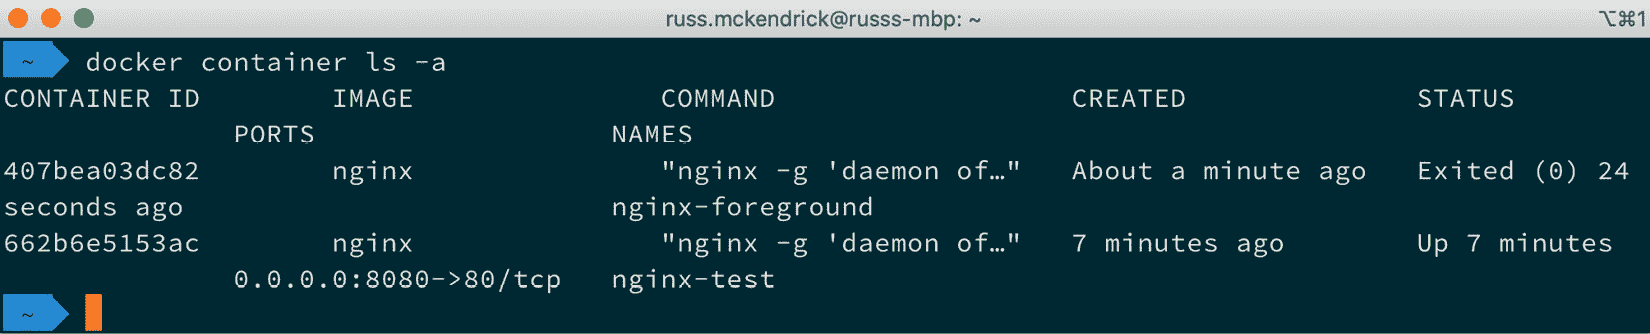 russ.mckendrick@russs-mbp: ~ ⌥⌘1
~ docker container ls -a
CONTAINER ID IMAGE COMMAND CREATED STATUS
PORTS NAMES
407bea03dc82 nginx "nginx -g 'daemon of…" About a minute ago Exited (0) 24
seconds ago nginx-foreground
662b6e5153ac nginx "nginx -g 'daemon of…" 7 minutes ago Up 7 minutes
0.0.0.0:8080->80/tcp nginx-test
~